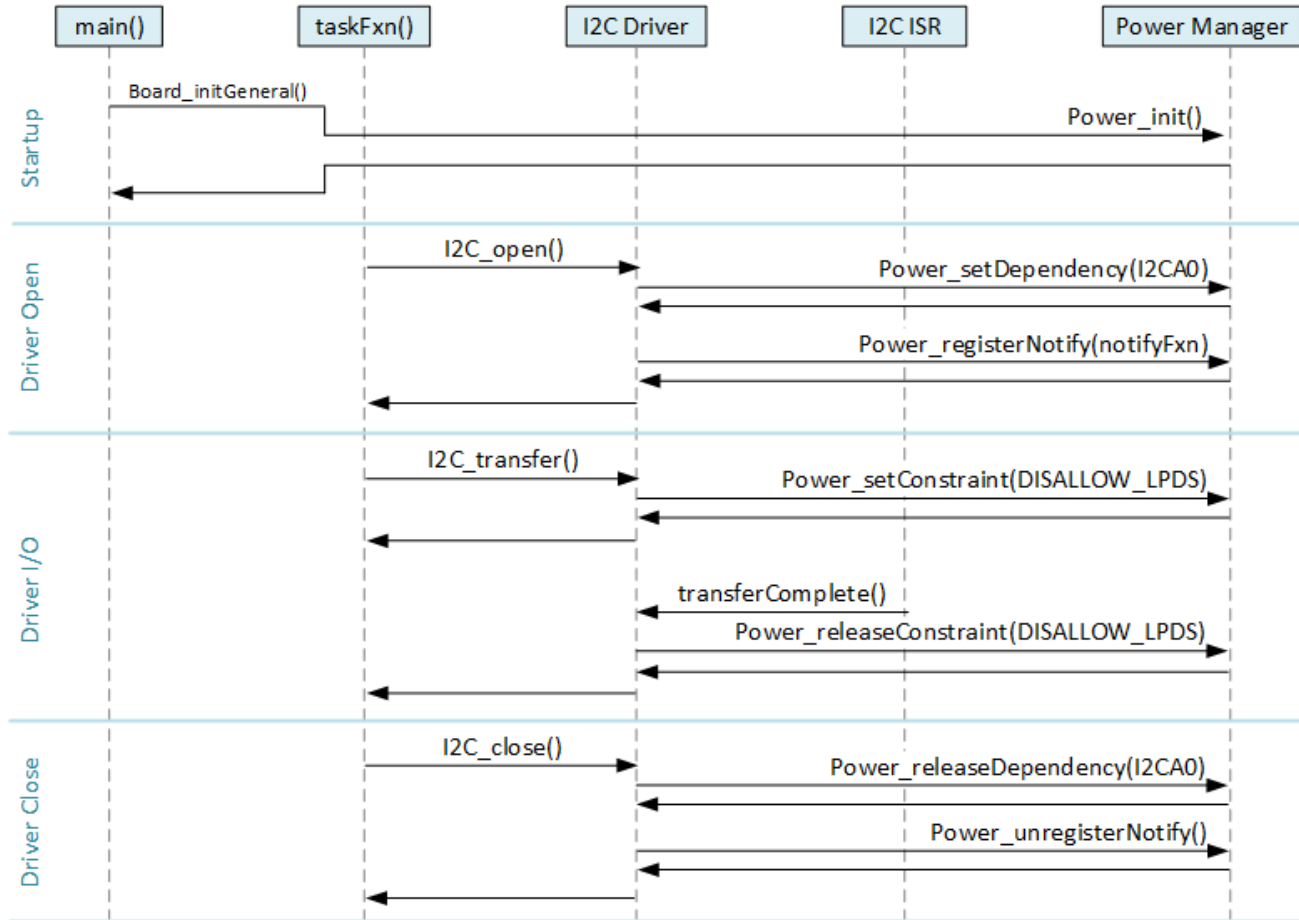 main()
taskFxn()
I2C Driver
I2C ISR
Power Manager
Startup
Board_initGeneral()
Power_init()
Driver Open
I2C_open()
Power_setDependency(I2CA0)
Power_registerNotify(notifyFxn)
Driver I/O
I2C_transfer()
Power_setConstraint(DISALLOW_LPDS)
transferComplete()
Power_releaseConstraint(DISALLOW_LPDS)
Driver Close
I2C_close()
Power_releaseDependency(I2CA0)
Power_unregisterNotify()